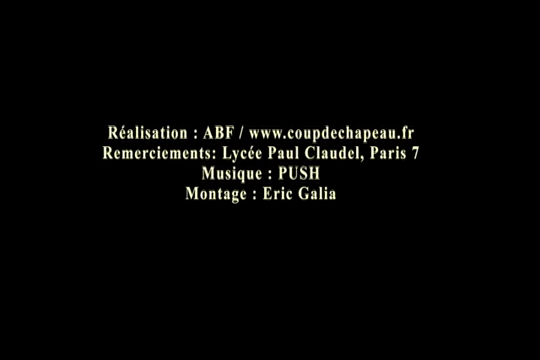 Réalisation : ABF / www.coupdechapeau.fr
Remerciements: Lycée Paul Claudel, Paris 7
Musique : PUSH
Montage : Eric Galia